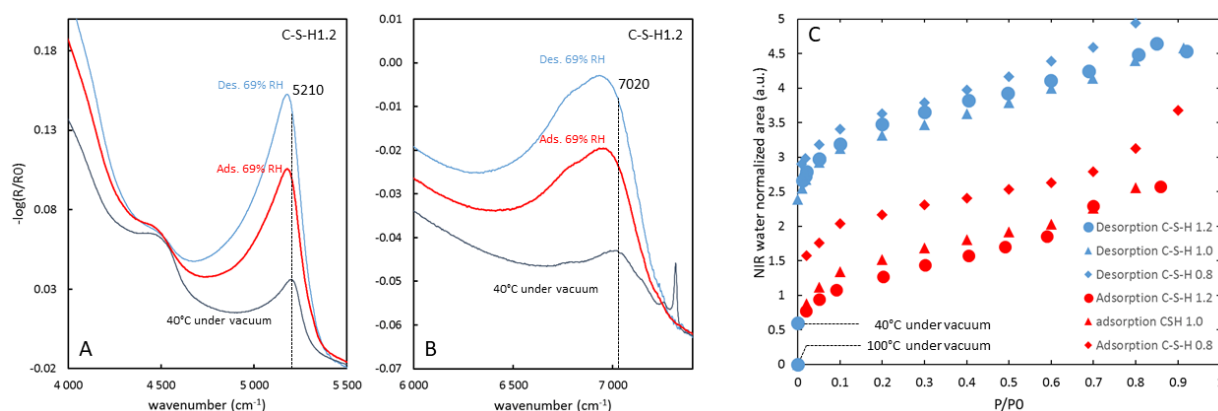 C-S-H1.2
0.18
0.13
0.08
0.03
-0.02
-log(R/R0)
Des. 69% RH
5210
Ads. 69% RH
40°C under vacuum
A
4 000
4 500
5 000
5 500
wavenumber (cm⁻¹)
C-S-H1.2
0.01
0.00
-0.01
-0.02
-0.03
-0.04
-0.05
-0.06
-0.07
Des. 69% RH
7020
Ads. 69% RH
40°C under vacuum
B
6 000
6 500
7 000
wavenumber (cm⁻¹)
C
NIR water normalized area (a.u.)
5
4.5
4
3.5
3
2.5
2
1.5
1
0.5
0
Desorption C-S-H 1.2
Desorption C-S-H 1.0
Desorption C-S-H 0.8
Adsorption C-S-H 1.2
adsorption CSH 1.0
Adsorption C-S-H 0.8
40°C under vacuum
100°C under vacuum
0
0.1
0.2
0.3
0.4
0.5
0.6
0.7
0.8
0.9
1
P/P0